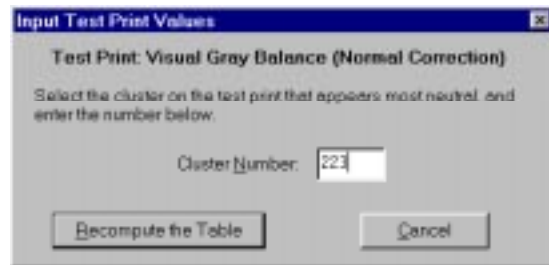 Input Test Print Values
Test Print: Visual Gray Balance (Normal Correction)
Select the cluster on the test print that appears most neutral, and
enter the number below.
Cluster Number: 223
Recompute the Table Cancel